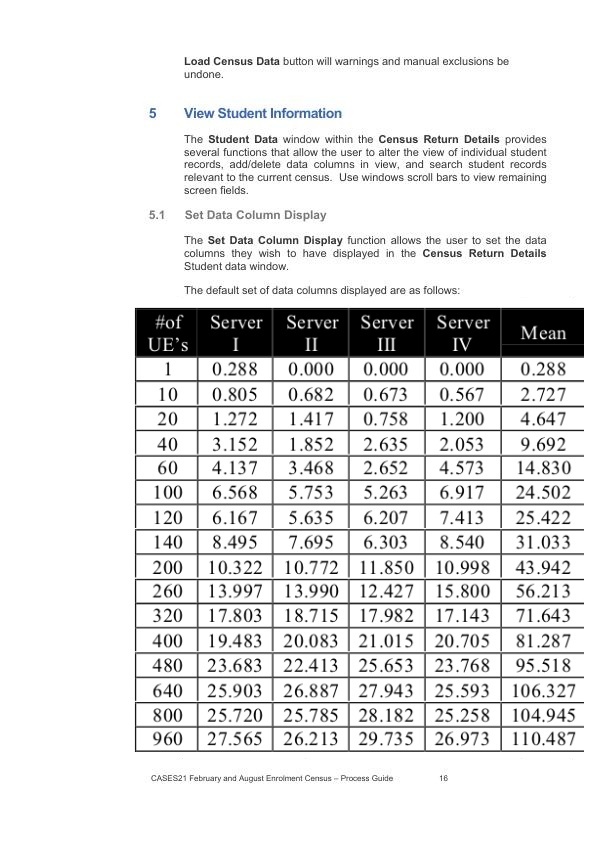 Load Census Data button will warnings and manual exclusions be
undone.
5 View Student Information
The Student Data window within the Census Return Details provides
several functions that allow the user to alter the view of individual student
records, add/delete data columns in view, and search student records
relevant to the current census. Use windows scroll bars to view remaining
screen fields.
5.1 Set Data Column Display
The Set Data Column Display function allows the user to set the data
columns they wish to have displayed in the Census Return Details
Student data window.
The default set of data columns displayed are as follows:
#of UE's Server I Server II Server III Server IV Mean
1 0.288 0.000 0.000 0.000 0.288
10 0.805 0.682 0.673 0.567 2.727
20 1.272 1.417 0.758 1.200 4.647
40 3.152 1.852 2.635 2.053 9.692
60 4.137 3.468 2.652 4.573 14.830
100 6.568 5.753 5.263 6.917 24.502
120 6.167 5.635 6.207 7.413 25.422
140 8.495 7.695 6.303 8.540 31.033
200 10.322 10.772 11.850 10.998 43.942
260 13.997 13.990 12.427 15.800 56.213
320 17.803 18.715 17.982 17.143 71.643
400 19.483 20.083 21.015 20.705 81.287
480 23.683 22.413 25.653 23.768 95.518
640 25.903 26.887 27.943 25.593 106.327
800 25.720 25.785 28.182 25.258 104.945
960 27.565 26.213 29.735 26.973 110.487
CASES21 February and August Enrolment Census – Process Guide 16